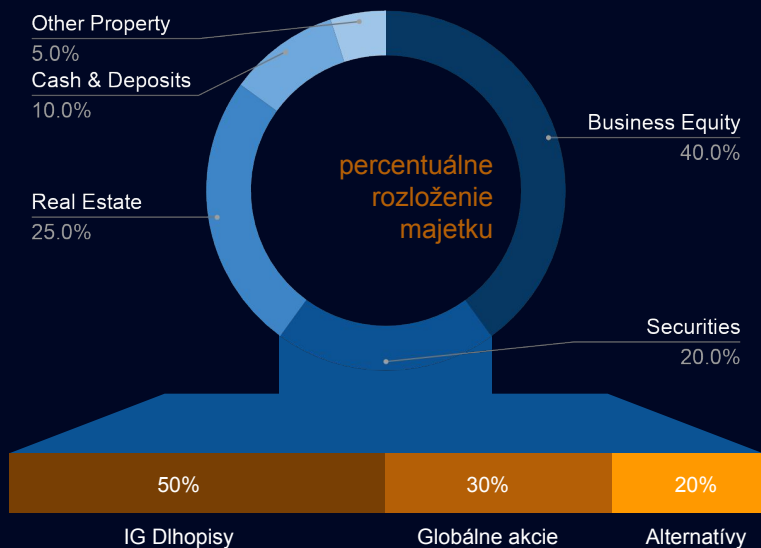 Other Property
5.0%
Cash & Deposits
10.0%
Real Estate
25.0%
percentuálne
rozloženie
majetku
Business Equity
40.0%
Securities
20.0%
50%
30%
20%
IG Dlhopisy
Globálne akcie
Alternatívy